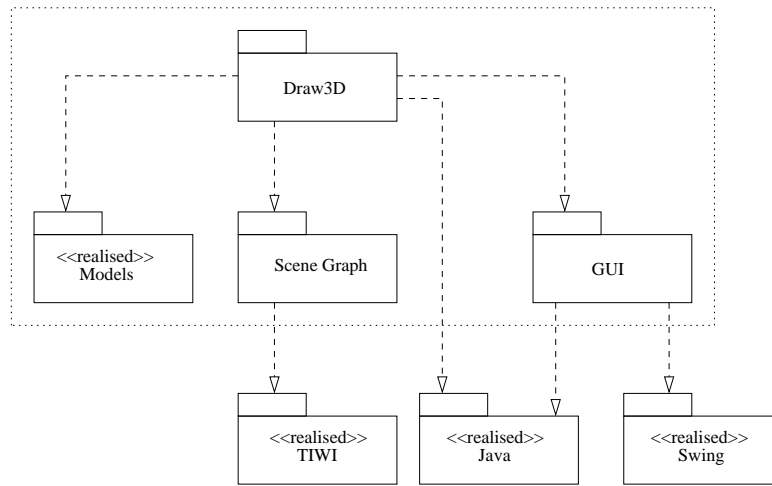 Draw3D
<<realised>>
Models
Scene Graph
GUI
<<realised>>
TIWI
<<realised>>
Java
<<realised>>
Swing